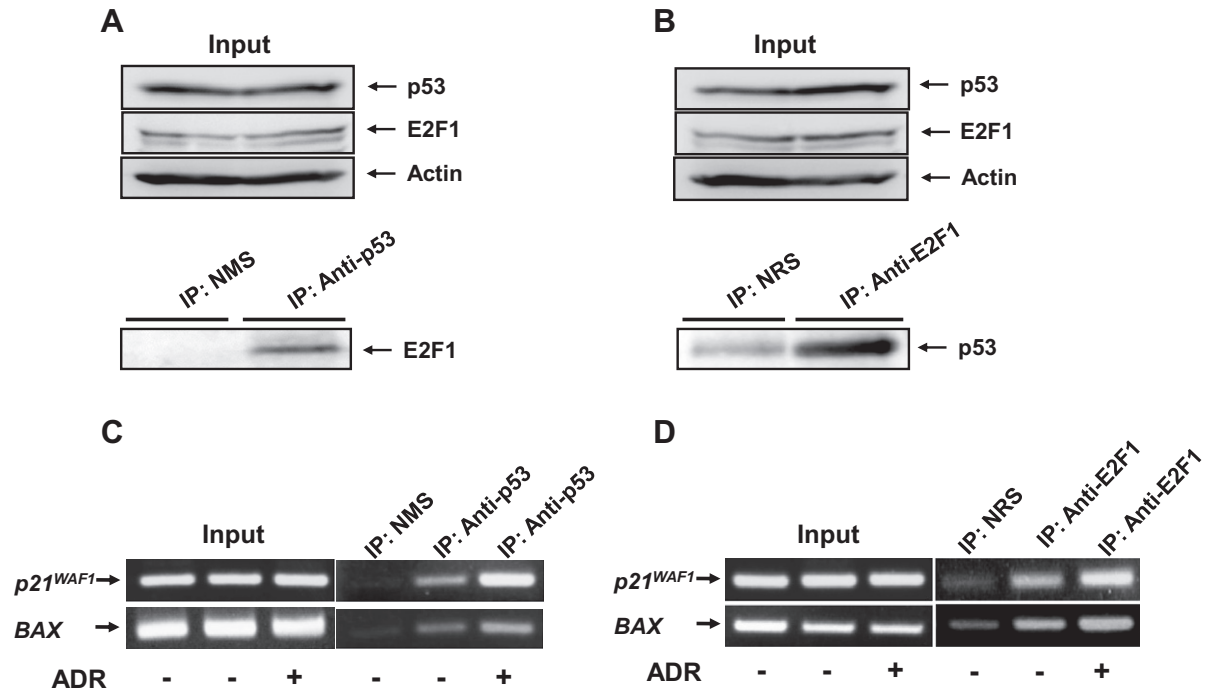 A
Input
p53
E2F1
Actin
IP: NMS
IP: Anti-p53
E2F1
B
Input
p53
E2F1
Actin
IP: NRS
IP: Anti-E2F1
p53
C
Input
IP: NMS
IP: Anti-p53
IP: Anti-p53
p21WAF1
BAX
ADR - - + - - +
D
Input
IP: NRS
IP: Anti-E2F1
IP: Anti-E2F1
p21WAF1
BAX
ADR - - + - - +